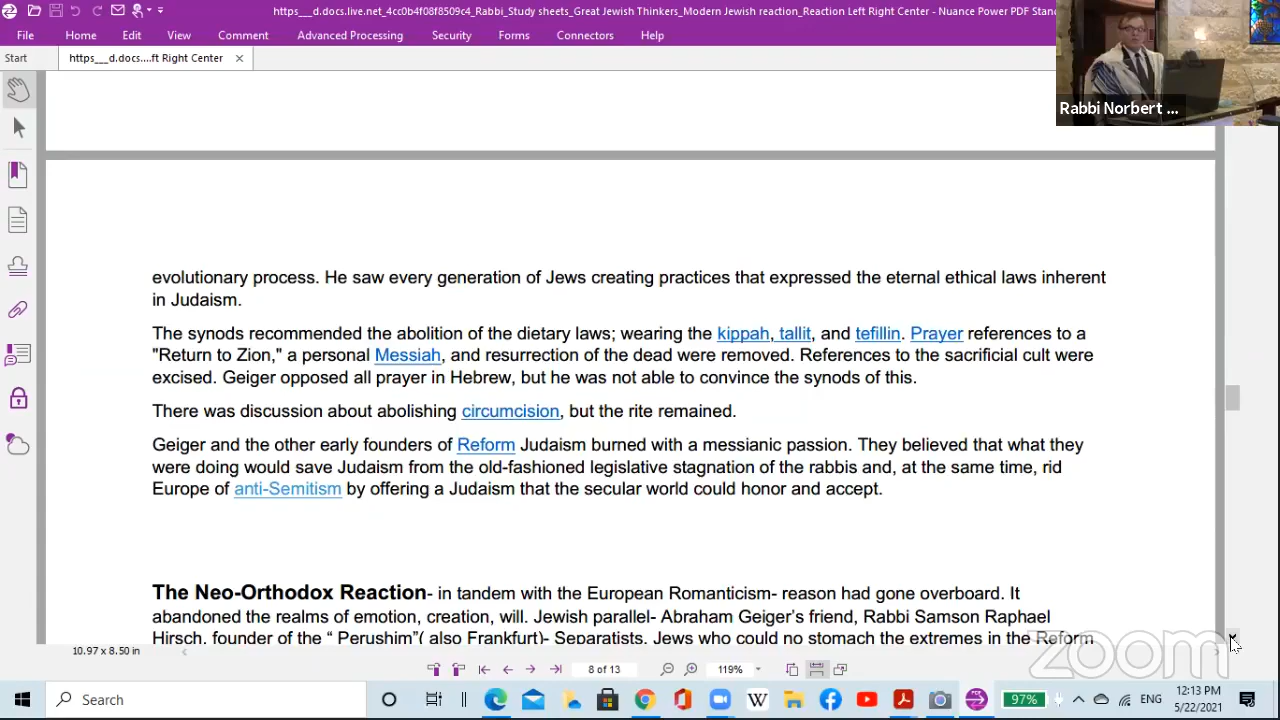 https___d.docs.live.net_4cc0b4f08f8509c4_Rabbi_Study sheets_Great Jewish Thinkers_Modern Jewish reaction_Reaction Left Right Center - Nuance Power PDF Stan
File Home Edit View Comment Advanced Processing Security Forms Connectors Help
Start https___d.docs....ft Right Center
Rabbi Norbert ...
evolutionary process. He saw every generation of Jews creating practices that expressed the eternal ethical laws inherent
in Judaism.
The synods recommended the abolition of the dietary laws; wearing the kippah, tallit, and tefillin. Prayer references to a
"Return to Zion," a personal Messiah, and resurrection of the dead were removed. References to the sacrificial cult were
excised. Geiger opposed all prayer in Hebrew, but he was not able to convince the synods of this.
There was discussion about abolishing circumcision, but the rite remained.
Geiger and the other early founders of Reform Judaism burned with a messianic passion. They believed that what they
were doing would save Judaism from the old-fashioned legislative stagnation of the rabbis and, at the same time, rid
Europe of anti-Semitism by offering a Judaism that the secular world could honor and accept.
The Neo-Orthodox Reaction- in tandem with the European Romanticism- reason had gone overboard. It
abandoned the realms of emotion, creation, will. Jewish parallel- Abraham Geiger's friend, Rabbi Samson Raphael
Hirsch, founder of the " Perushim"( also Frankfurt)- Separatists. Jews who could no stomach the extremes in the Reform
zoom
10.97 x 8.50 in
8 of 13 119%
Search 97% ENG 12:13 PM
5/22/2021